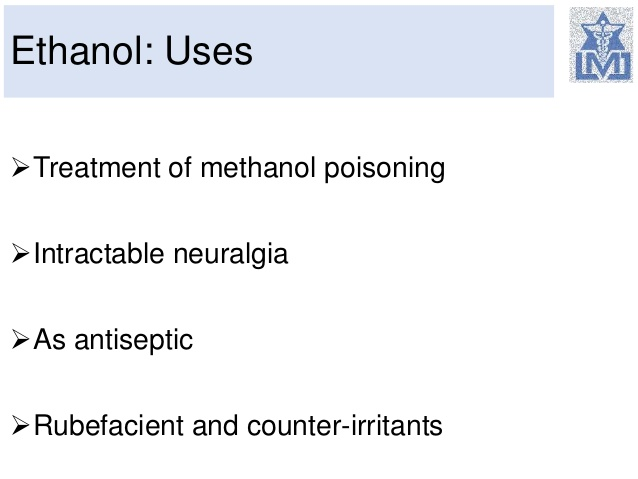 Ethanol: Uses
➢Treatment of methanol poisoning
➢Intractable neuralgia
➢As antiseptic
➢Rubefacient and counter-irritants